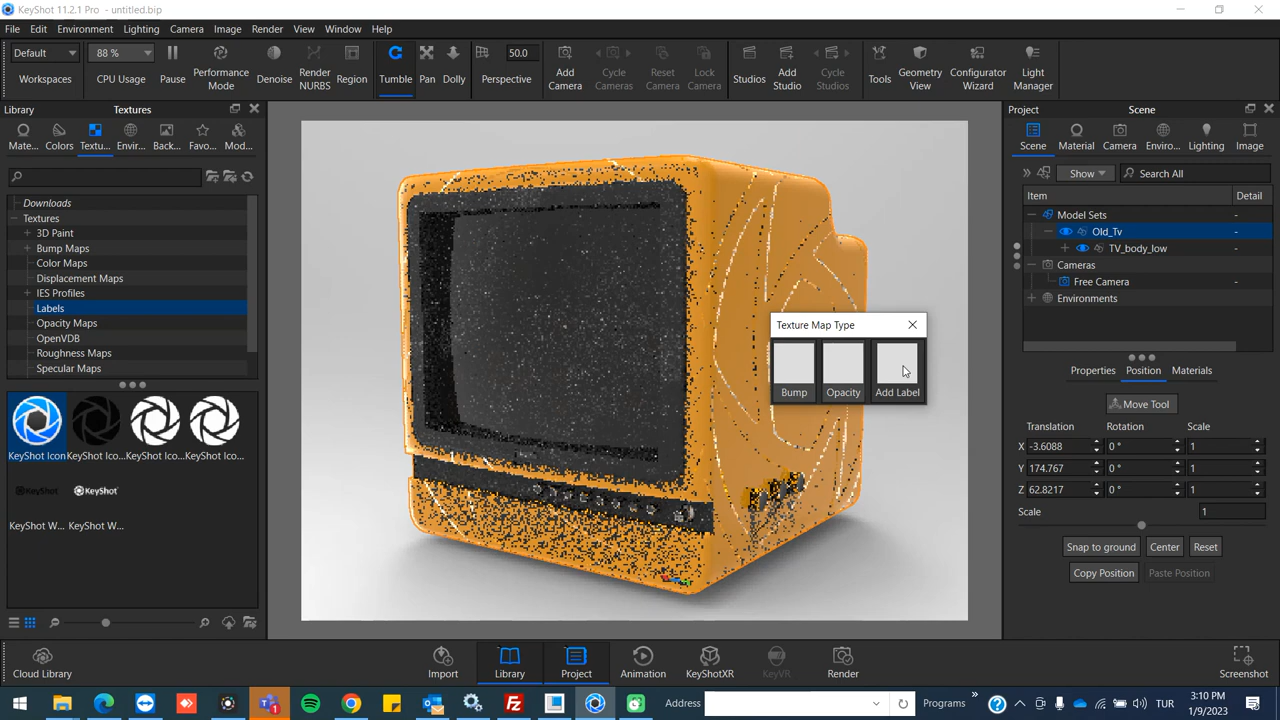 KeyShot 11.2.1 Pro - untitled.bip
File Edit Environment Lighting Camera Image Render View Window Help
Default 88 % 50.0
Workspaces CPU Usage Pause Performance Mode Denoise Render NURBS Region Tumble Pan Dolly Perspective Add Camera Cycle Cameras Reset Camera Lock Camera Studios Add Studio Cycle Studios Tools Geometry View Configurator Wizard Light Manager
Library Textures
Mate... Colors Textu... Envir... Back... Favo... Mod...
Downloads
Textures
3D Paint
Bump Maps
Color Maps
Displacement Maps
IES Profiles
Labels
Opacity Maps
OpenVDB
Roughness Maps
Specular Maps
KeyShot Icon KeyShot Ico... KeyShot Ico... KeyShot Ico...
KeyShot KeyShot
KeyShot W... KeyShot W...
Texture Map Type
Bump Opacity Add Label
Project Scene
Scene Material Camera Enviro... Lighting Image
Show Search All
Item Detail
Model Sets -
Old_Tv -
TV_body_low -
Cameras -
Free Camera -
Environments -
Properties Position Materials
Move Tool
Translation Rotation Scale
X -3.6088 0 ° 1
Y 174.767 0 ° 1
Z 62.8217 0 ° 1
Scale 1
Snap to ground Center Reset
Copy Position Paste Position
Cloud Library Import Library Project Animation KeyShotXR KeyVR Render Screenshot
Address Programs » TUR 3:10 PM
1/9/2023